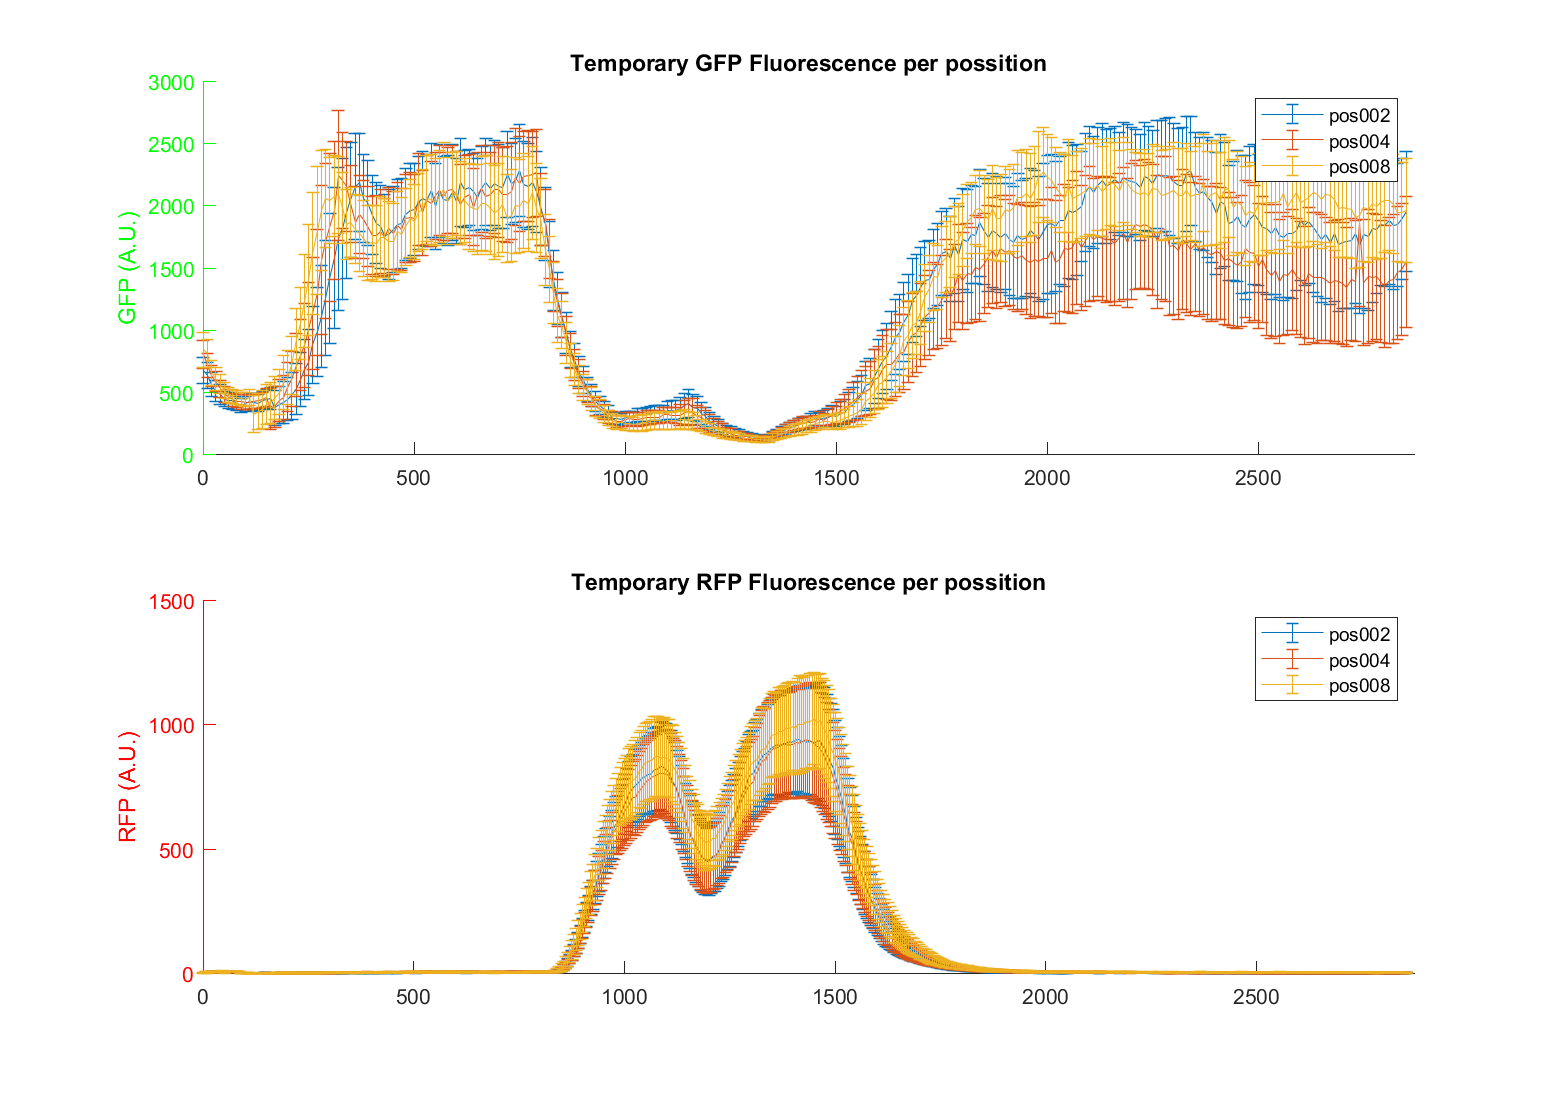 Temporary GFP Fluorescence per possition
3000
2500
2000
1500
1000
500
0
GFP (A.U.)
pos002
pos004
pos008
0 500 1000 1500 2000 2500
Temporary RFP Fluorescence per possition
1500
1000
500
0
RFP (A.U.)
pos002
pos004
pos008
0 500 1000 1500 2000 2500